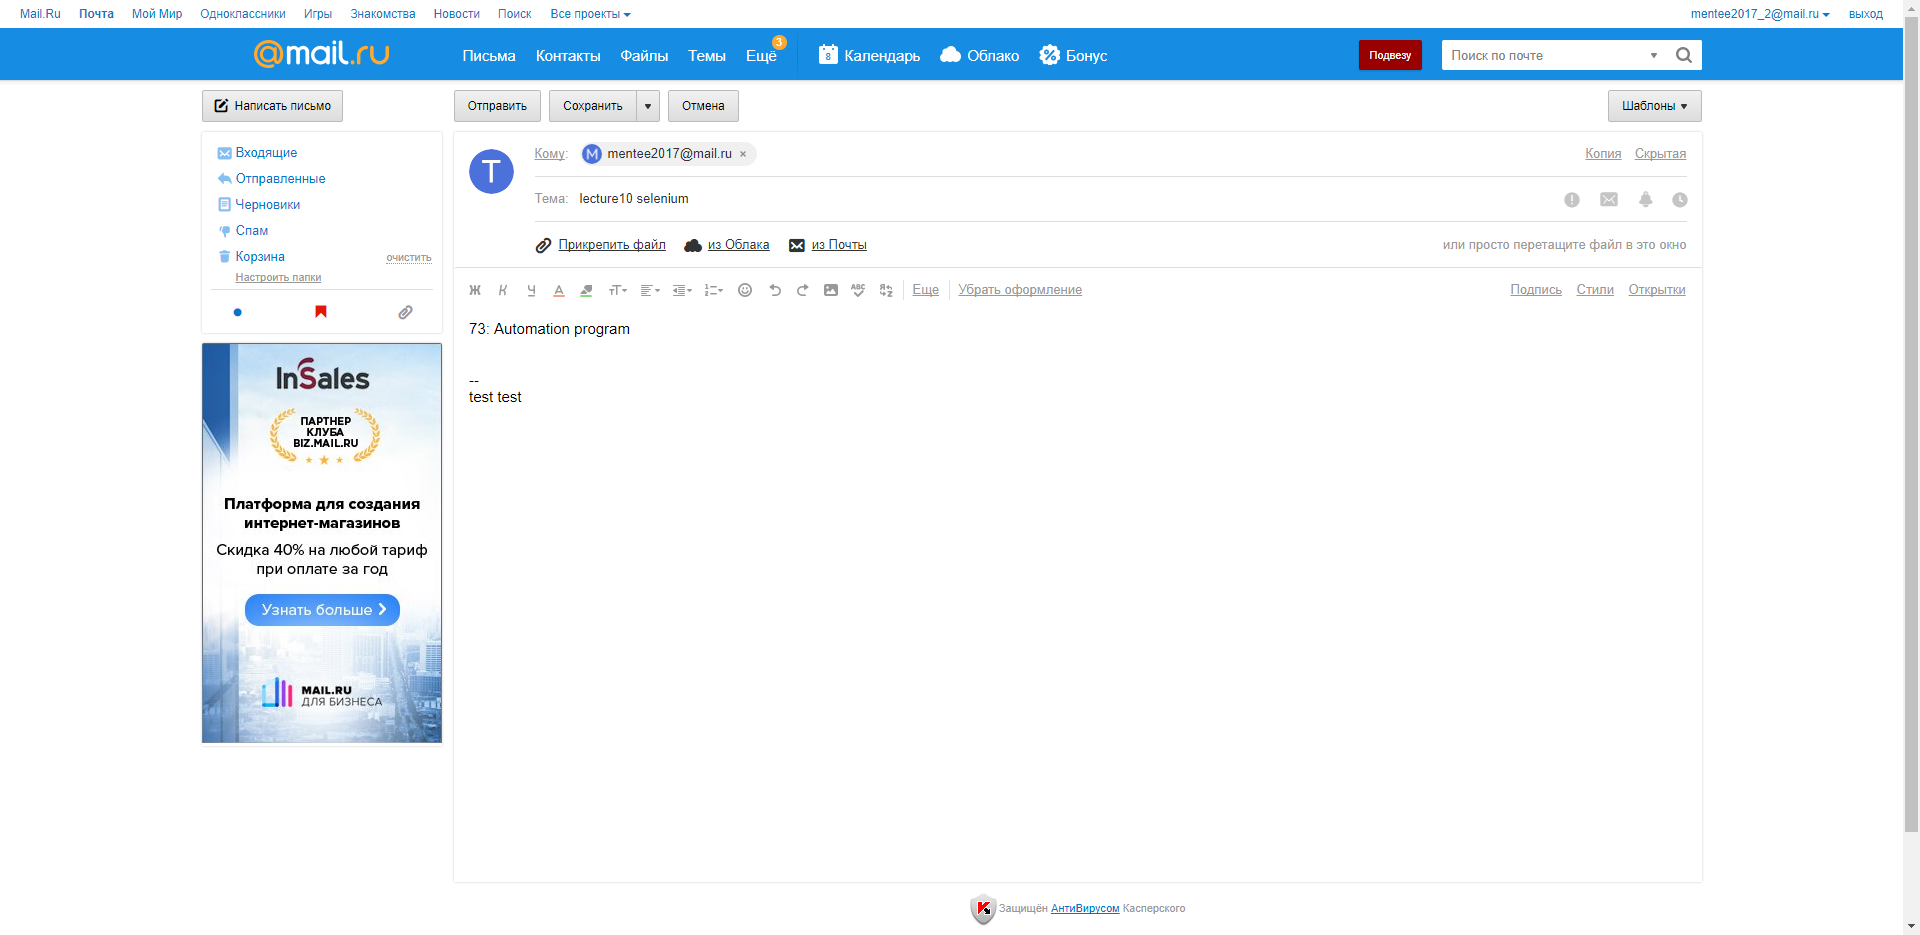 Mail.Ru Почта Мой Мир Одноклассники Игры Знакомства Новости Поиск Все проекты mentee2017_2@mail.ru выход
@mail.ru Письма Контакты Файлы Темы Ещё 3 8 Календарь Облако Бонус Подвезу Поиск по почте
Написать письмо Отправить Сохранить Отмена Шаблоны
Входящие
Отправленные
Черновики
Спам
Корзина очистить
Настроить папки
T Кому: M mentee2017@mail.ru × Копия Скрытая
Тема: lecture10 selenium
Прикрепить файл из Облака из Почты или просто перетащите файл в это окно
Ж К Ч А тТ ABC Еще Убрать оформление Подпись Стили Открытки
73: Automation program
--
test test
InSales
ПАРТНЕР
КЛУБА
BIZ.MAIL.RU
Платформа для создания
интернет-магазинов
Скидка 40% на любой тариф
при оплате за год
Узнать больше
MAIL.RU
ДЛЯ БИЗНЕСА
Защищён АнтиВирусом Касперского